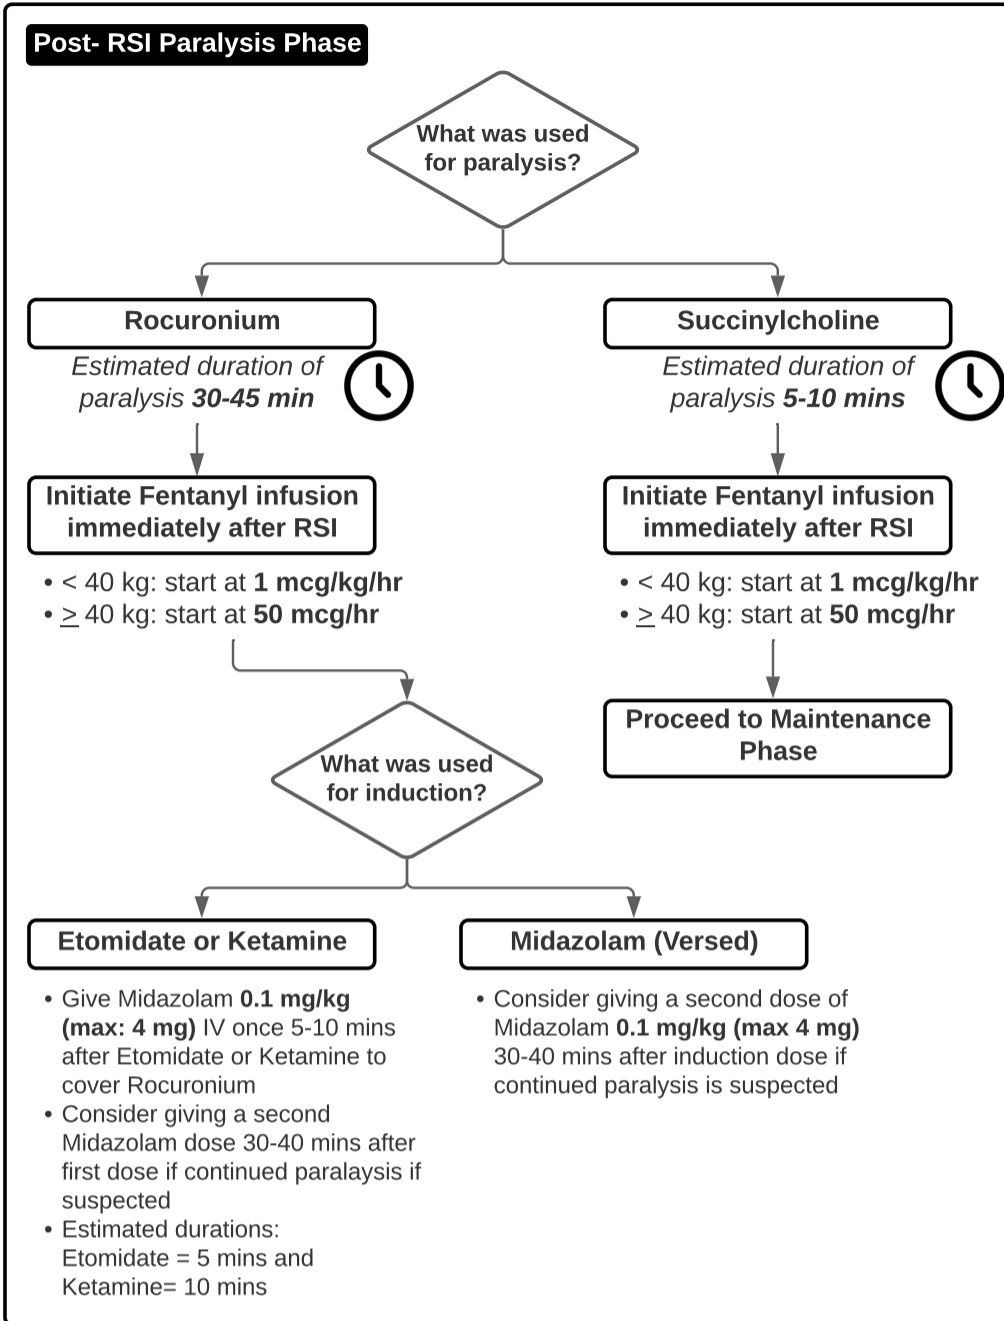 Post- RSI Paralysis Phase
What was used
for paralysis?
Rocuronium
Estimated duration of
paralysis 30-45 min
Initiate Fentanyl infusion
immediately after RSI
• < 40 kg: start at 1 mcg/kg/hr
• ≥ 40 kg: start at 50 mcg/hr
Succinylcholine
Estimated duration of
paralysis 5-10 mins
Initiate Fentanyl infusion
immediately after RSI
• < 40 kg: start at 1 mcg/kg/hr
• ≥ 40 kg: start at 50 mcg/hr
Proceed to Maintenance
Phase
What was used
for induction?
Etomidate or Ketamine
• Give Midazolam 0.1 mg/kg
(max: 4 mg) IV once 5-10 mins
after Etomidate or Ketamine to
cover Rocuronium
• Consider giving a second
Midazolam dose 30-40 mins after
first dose if continued paralaysis if
suspected
• Estimated durations:
Etomidate = 5 mins and
Ketamine= 10 mins
Midazolam (Versed)
• Consider giving a second dose of
Midazolam 0.1 mg/kg (max 4 mg)
30-40 mins after induction dose if
continued paralysis is suspected